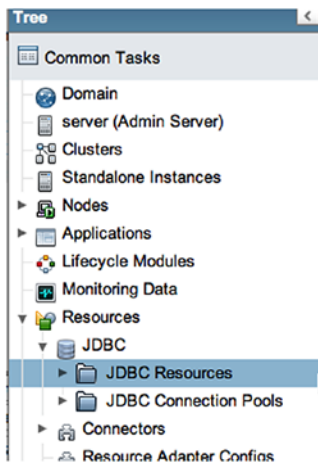 Tree
Common Tasks
Domain
server (Admin Server)
Clusters
Standalone Instances
Nodes
Applications
Lifecycle Modules
Monitoring Data
Resources
JDBC
JDBC Resources
JDBC Connection Pools
Connectors
Resource Adapter Configs